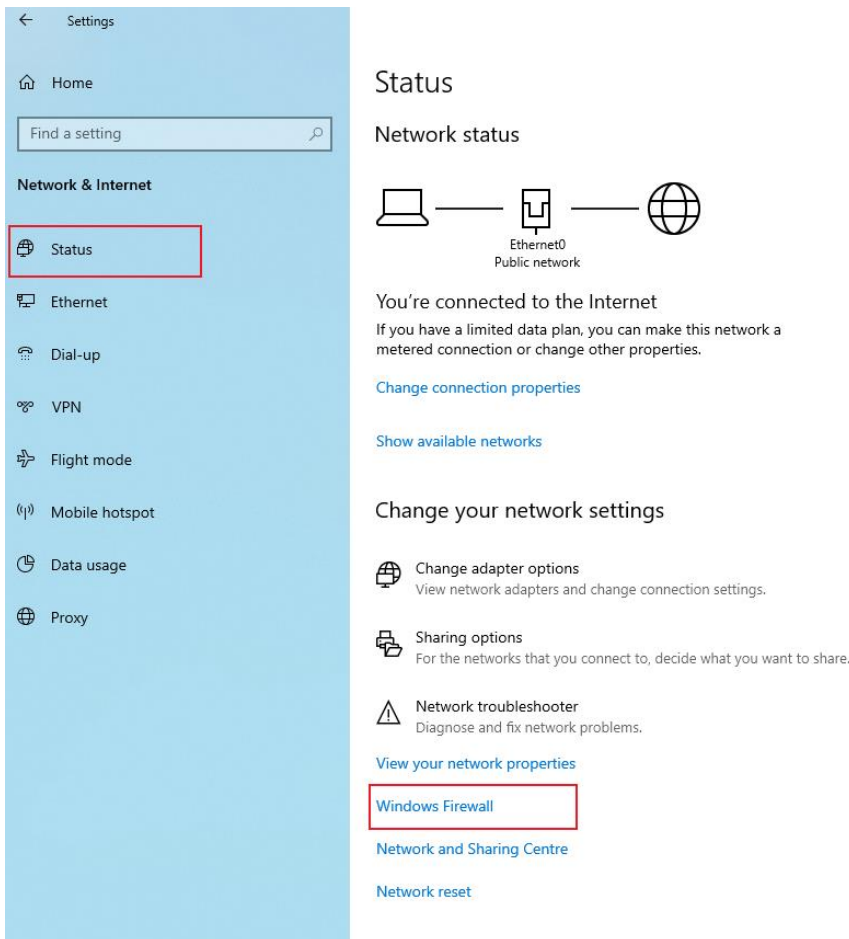 Settings
Home
Find a setting
Network & Internet
Status
Ethernet
Dial-up
VPN
Flight mode
Mobile hotspot
Data usage
Proxy
Status
Network status
Ethernet0
Public network
You're connected to the Internet
If you have a limited data plan, you can make this network a
metered connection or change other properties.
Change connection properties
Show available networks
Change your network settings
Change adapter options
View network adapters and change connection settings.
Sharing options
For the networks that you connect to, decide what you want to share.
Network troubleshooter
Diagnose and fix network problems.
View your network properties
Windows Firewall
Network and Sharing Centre
Network reset